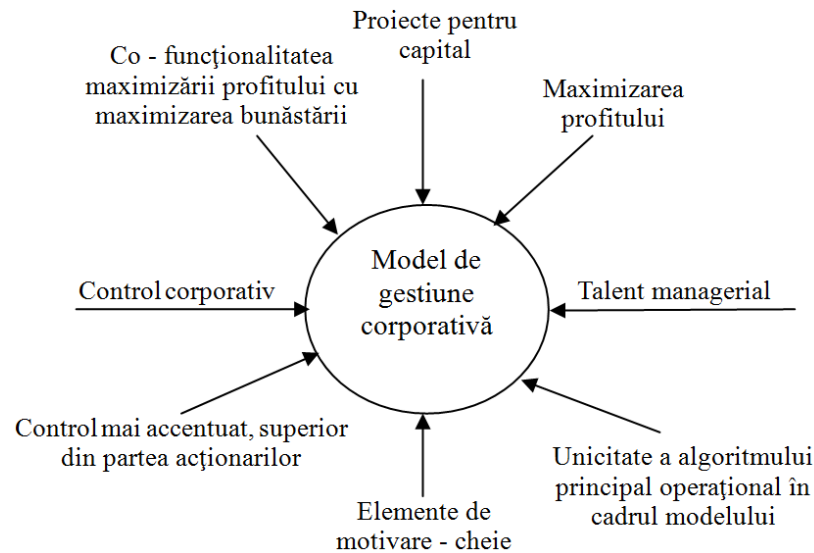 Proiecte pentru
capital
Co - funcţionalitatea
maximizării profitului cu
maximizarea bunăstării
Maximizarea
profitului
Model de
gestiune
corporativă
Control corporativ
Talent managerial
Control mai accentuat, superior
din partea acţionarilor
Unicitate a algoritmului
principal operaţional în
cadrul modelului
Elemente de
motivare - cheie